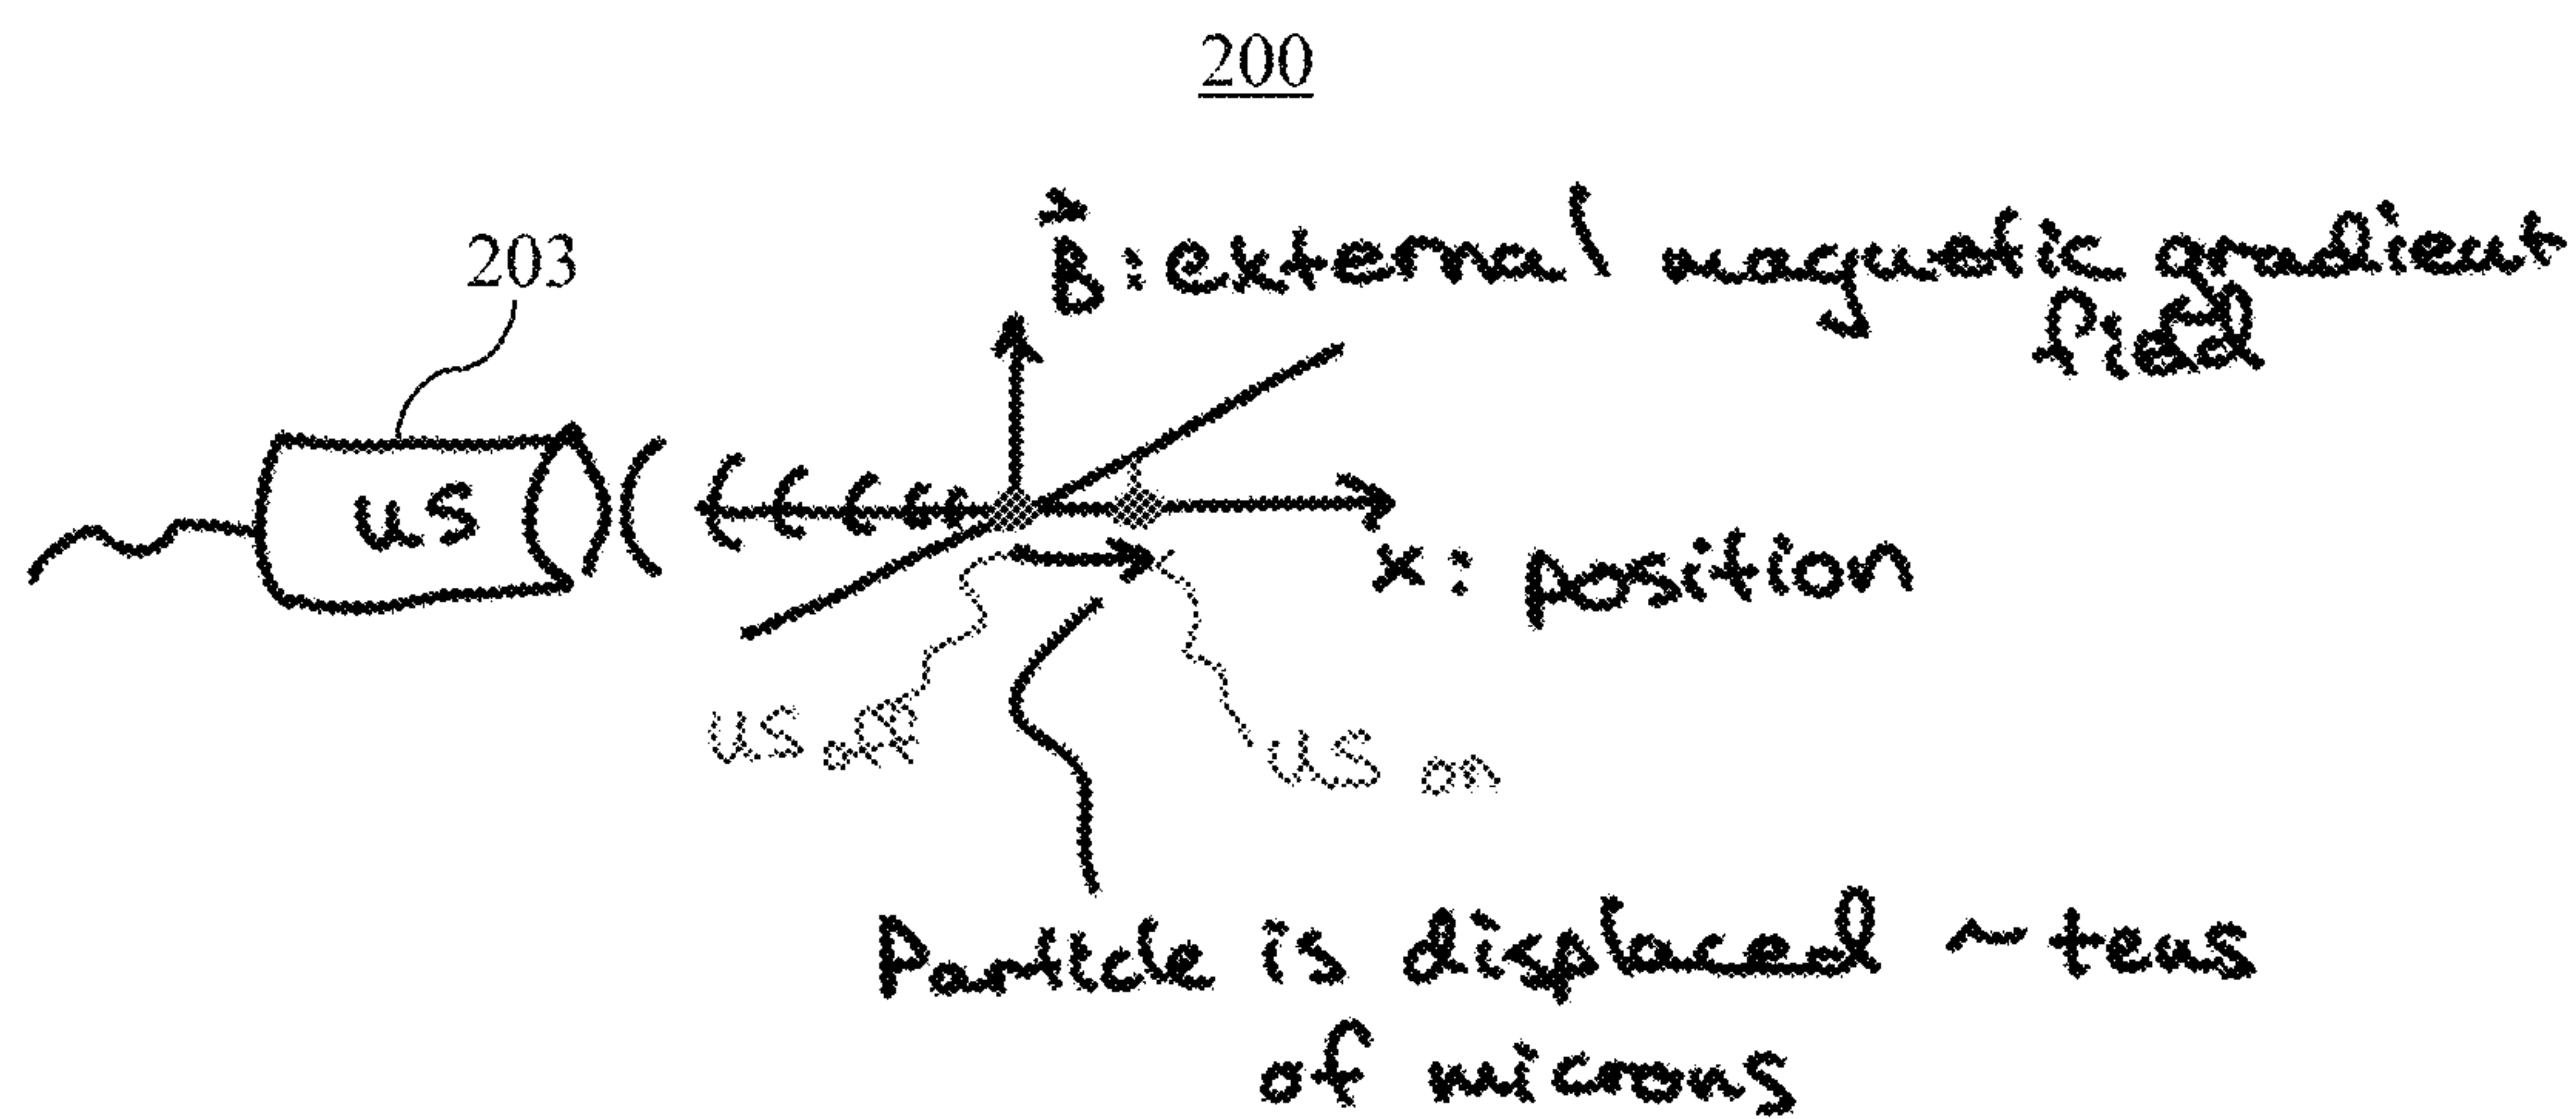 200
203
B⃗: external magnetic gradient
field
us
x: position
us off
us on
Particle is displaced ~tens
of microns